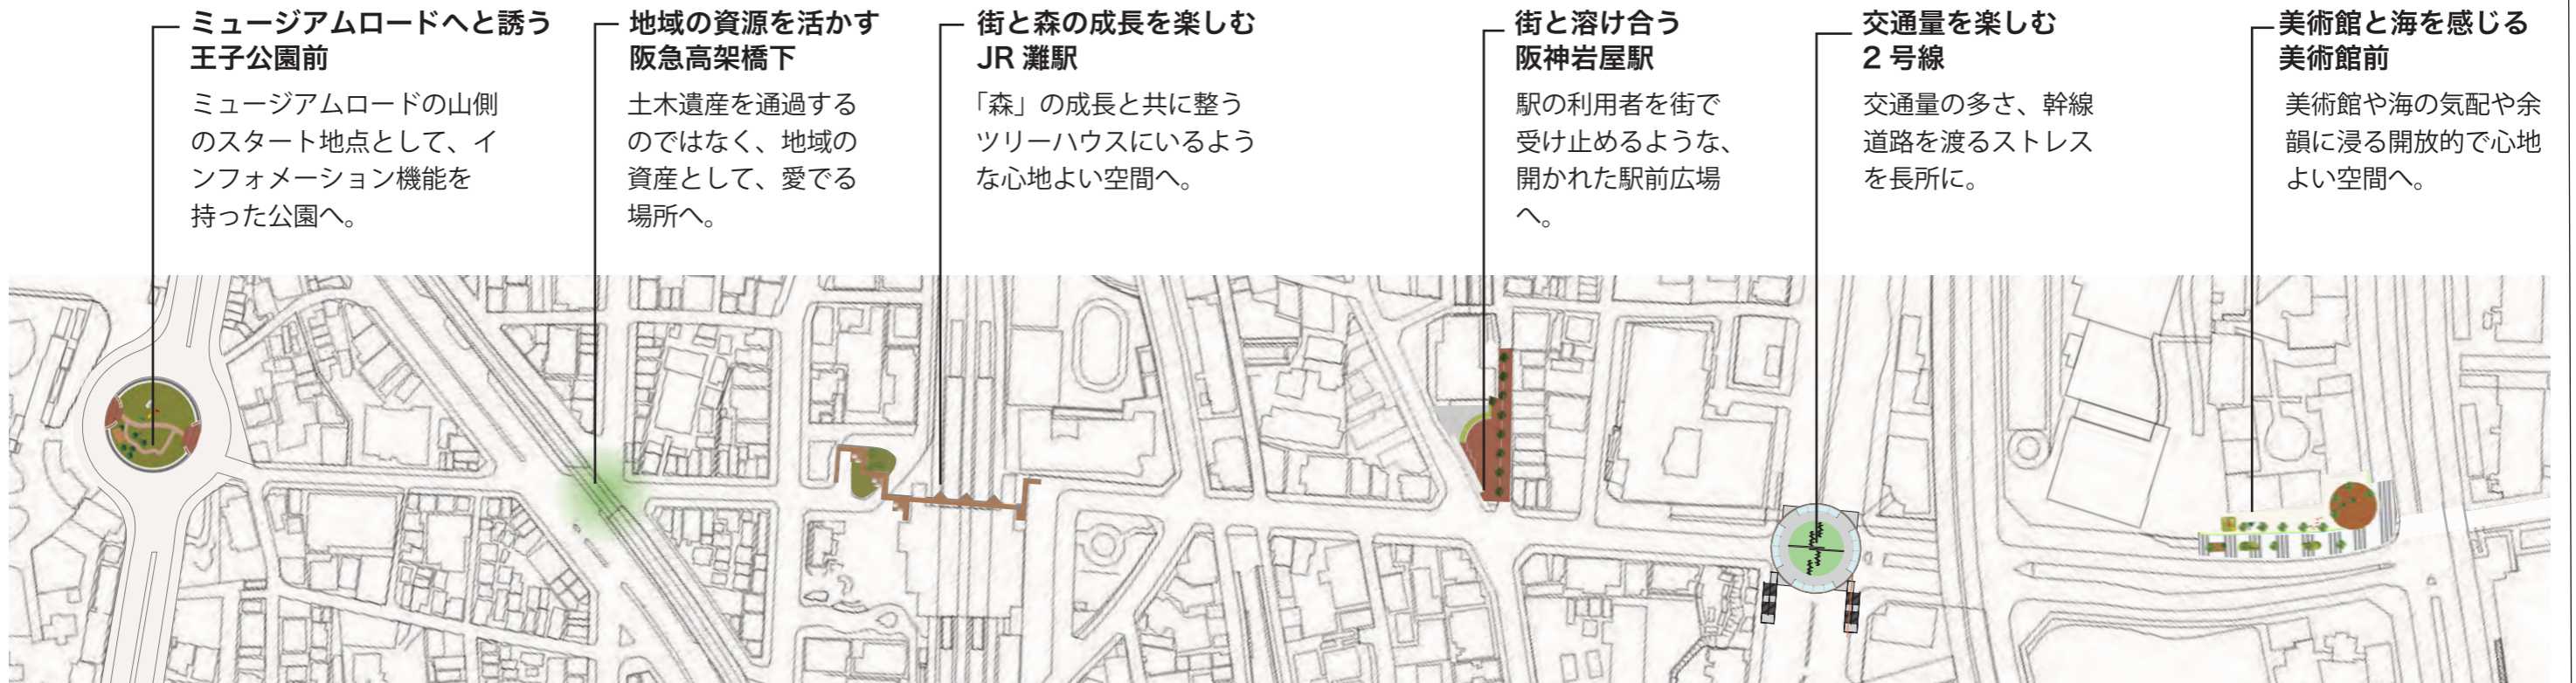 ミュージアムロードへと誘う
王子公園前
ミュージアムロードの山側
のスタート地点として、イ
ンフォメーション機能を
持った公園へ。
地域の資源を活かす
阪急高架橋下
土木遺産を通過する
のではなく、地域の
資産として、愛でる
場所へ。
街と森の成長を楽しむ
JR 灘駅
「森」の成長と共に整う
ツリーハウスにいるよう
な心地よい空間へ。
街と溶け合う
阪神岩屋駅
駅の利用者を街で
受け止めるような、
開かれた駅前広場
へ。
交通量を楽しむ
2 号線
交通量の多さ、幹線
道路を渡るストレス
を長所に。
美術館と海を感じる
美術館前
美術館や海の気配や余
韻に浸る開放的で心地
よい空間へ。